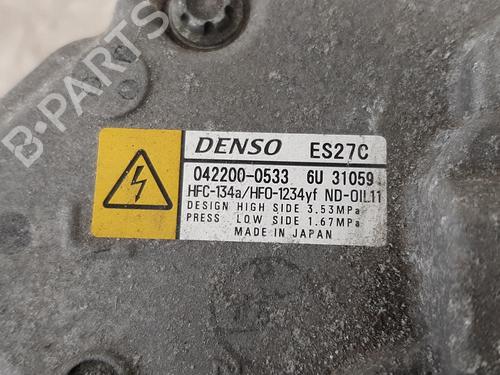 B-PARTS
DENSO ES27C
042200-0533 6U 31059
HFC-134a/HFO-1234yf ND-OIL11
DESIGN HIGH SIDE 3.53MPa
PRESS LOW SIDE 1.67MPa
MADE IN JAPAN